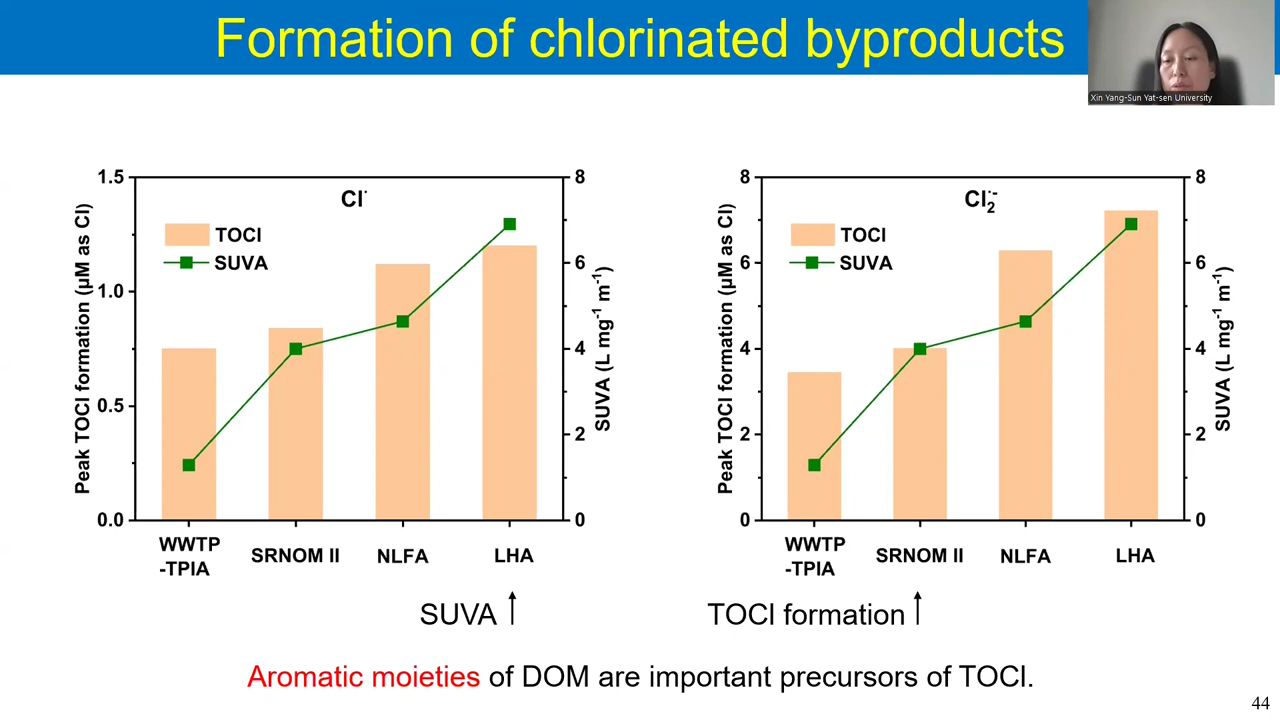 Formation of chlorinated byproducts
Xin Yang-Sun Yat-sen University
Cl·
TOCl
SUVA
Peak TOCl formation (µM as Cl)
1.5
1.0
0.5
0.0
8
6
4
2
0
SUVA (L mg⁻¹ m⁻¹)
WWTP
-TPIA
SRNOM II
NLFA
LHA
Cl₂·⁻
TOCl
SUVA
Peak TOCl formation (µM as Cl)
8
6
4
2
0
8
6
4
2
0
SUVA (L mg⁻¹ m⁻¹)
WWTP
-TPIA
SRNOM II
NLFA
LHA
SUVA ↑
TOCl formation ↑
Aromatic moieties of DOM are important precursors of TOCl.
44